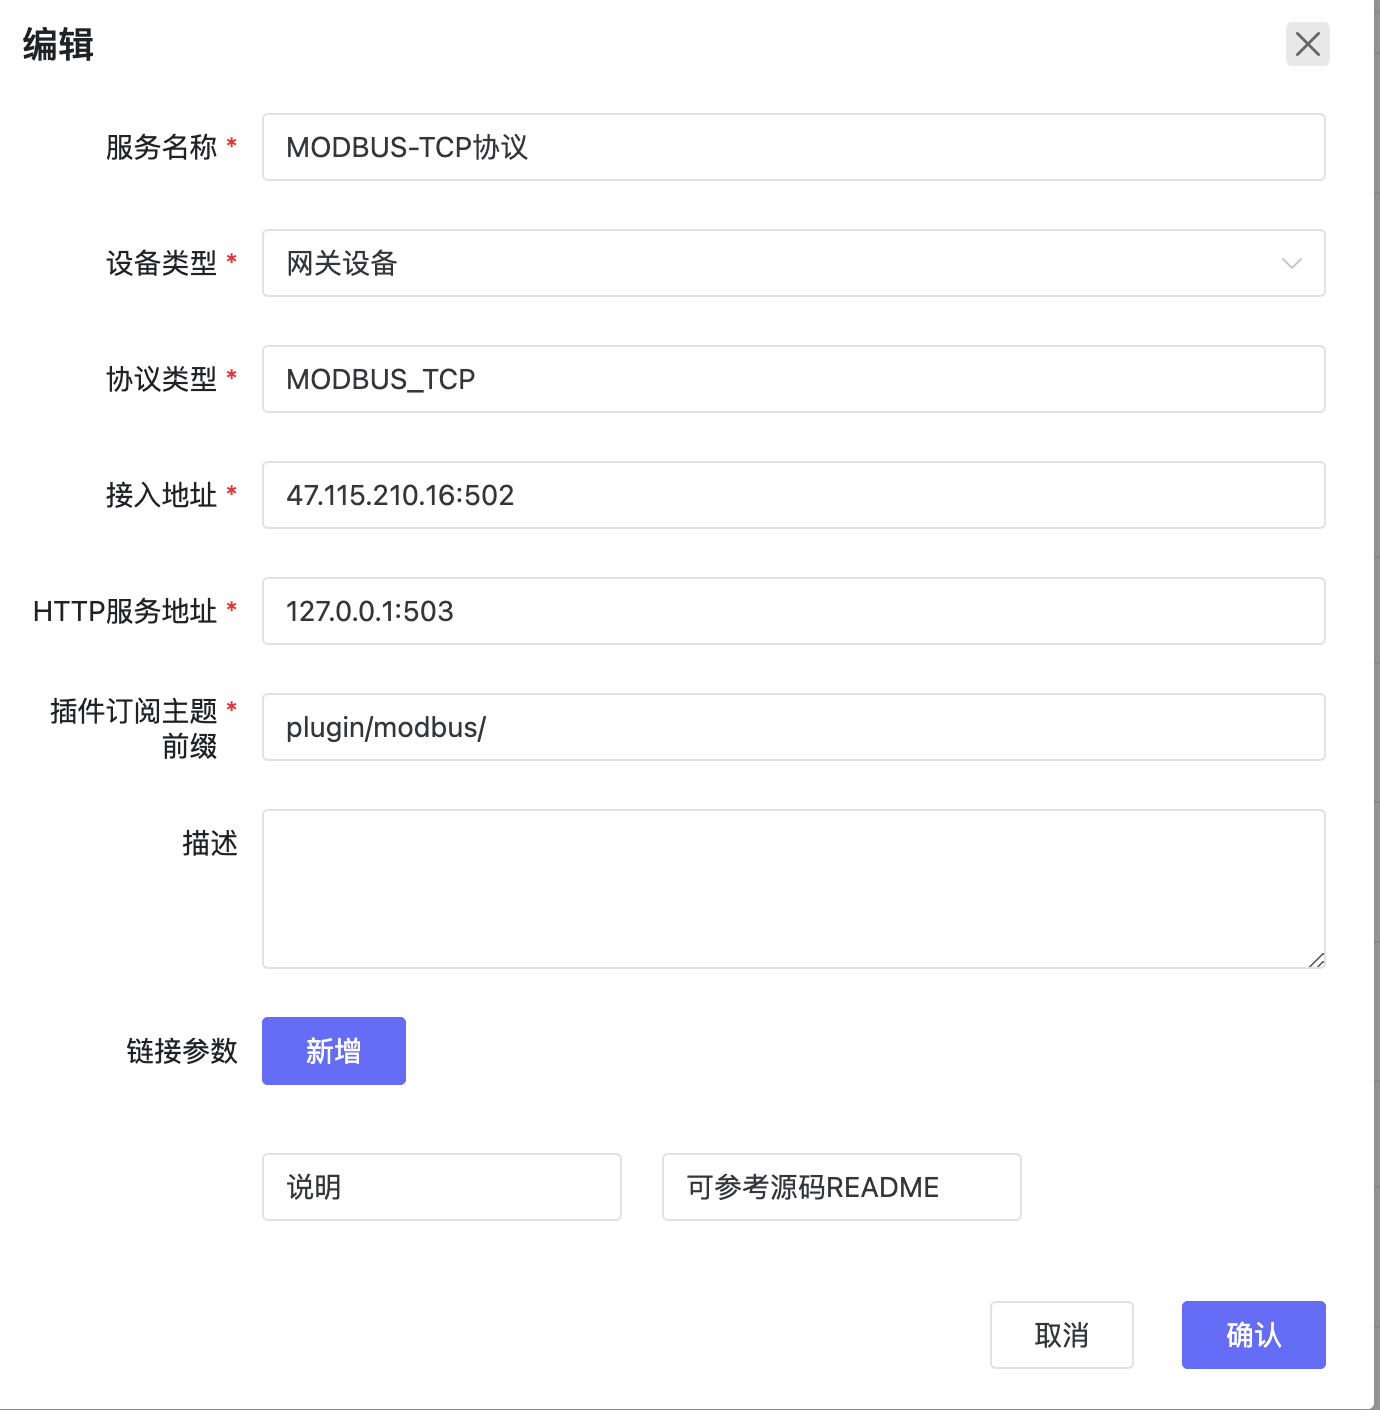 编辑
服务名称 *
MODBUS-TCP协议
设备类型 *
网关设备
协议类型 *
MODBUS_TCP
接入地址 *
47.115.210.16:502
HTTP服务地址 *
127.0.0.1:503
插件订阅主题 *
前缀
plugin/modbus/
描述
链接参数
新增
说明
可参考源码README
取消
确认